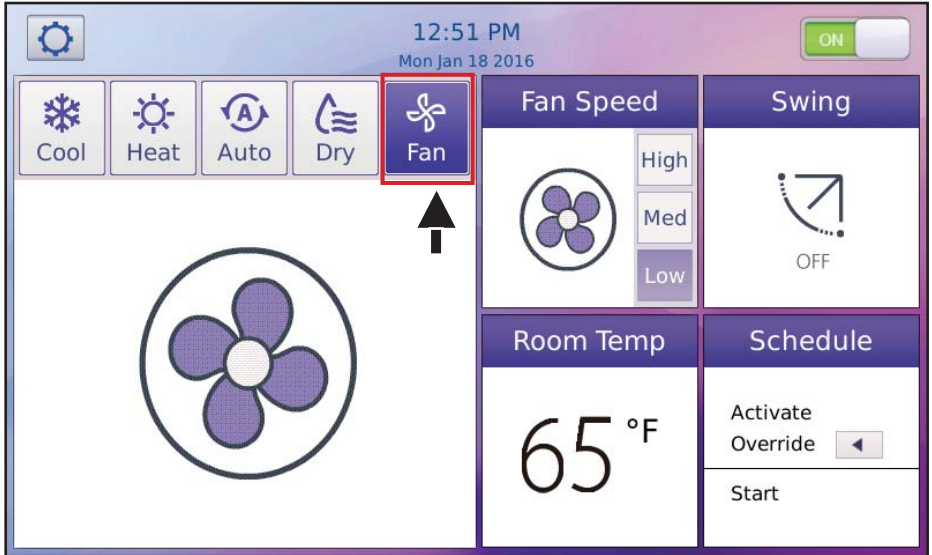 12:51 PM
Mon Jan 18 2016
ON
Cool
Heat
Auto
A
Dry
Fan
Fan Speed
High
Med
Low
Swing
OFF
Room Temp
65 °F
Schedule
Activate
Override
Start